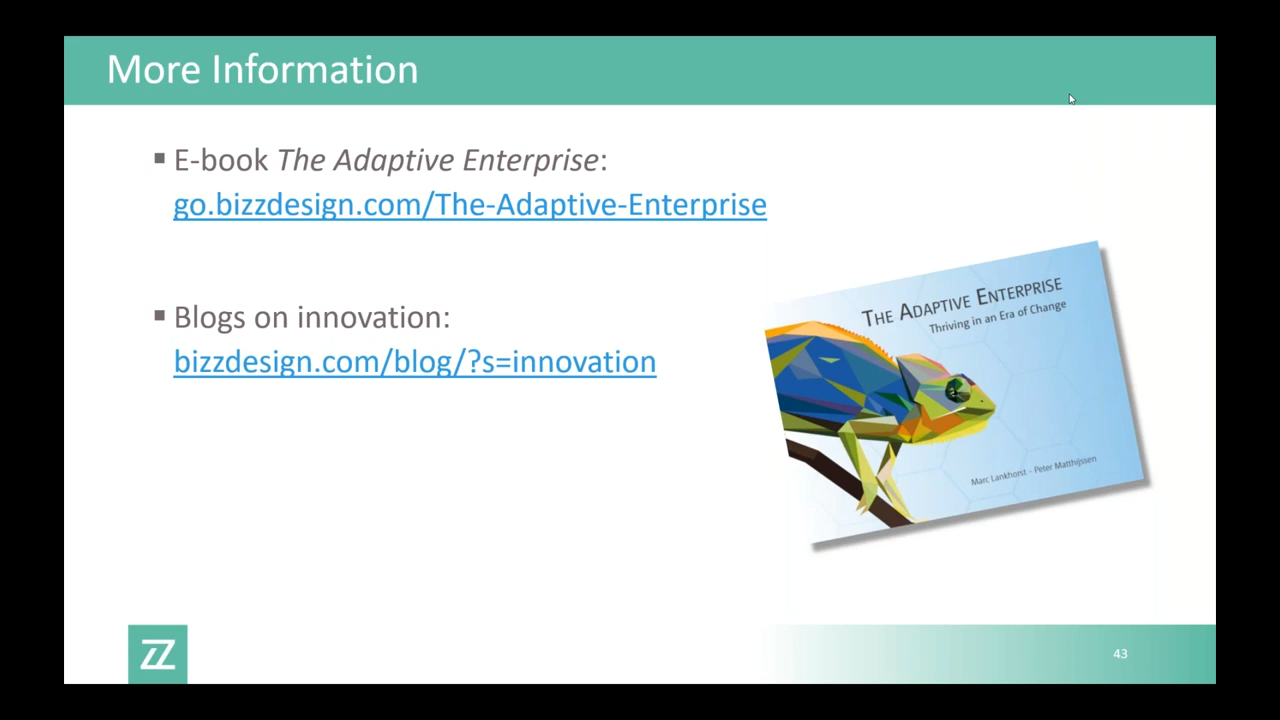 More Information
▪ E-book The Adaptive Enterprise:
go.bizzdesign.com/The-Adaptive-Enterprise
▪ Blogs on innovation:
bizzdesign.com/blog/?s=innovation
THE ADAPTIVE ENTERPRISE
Thriving in an Era of Change
Marc Lankhorst - Peter Matthijssen
ZZ
43